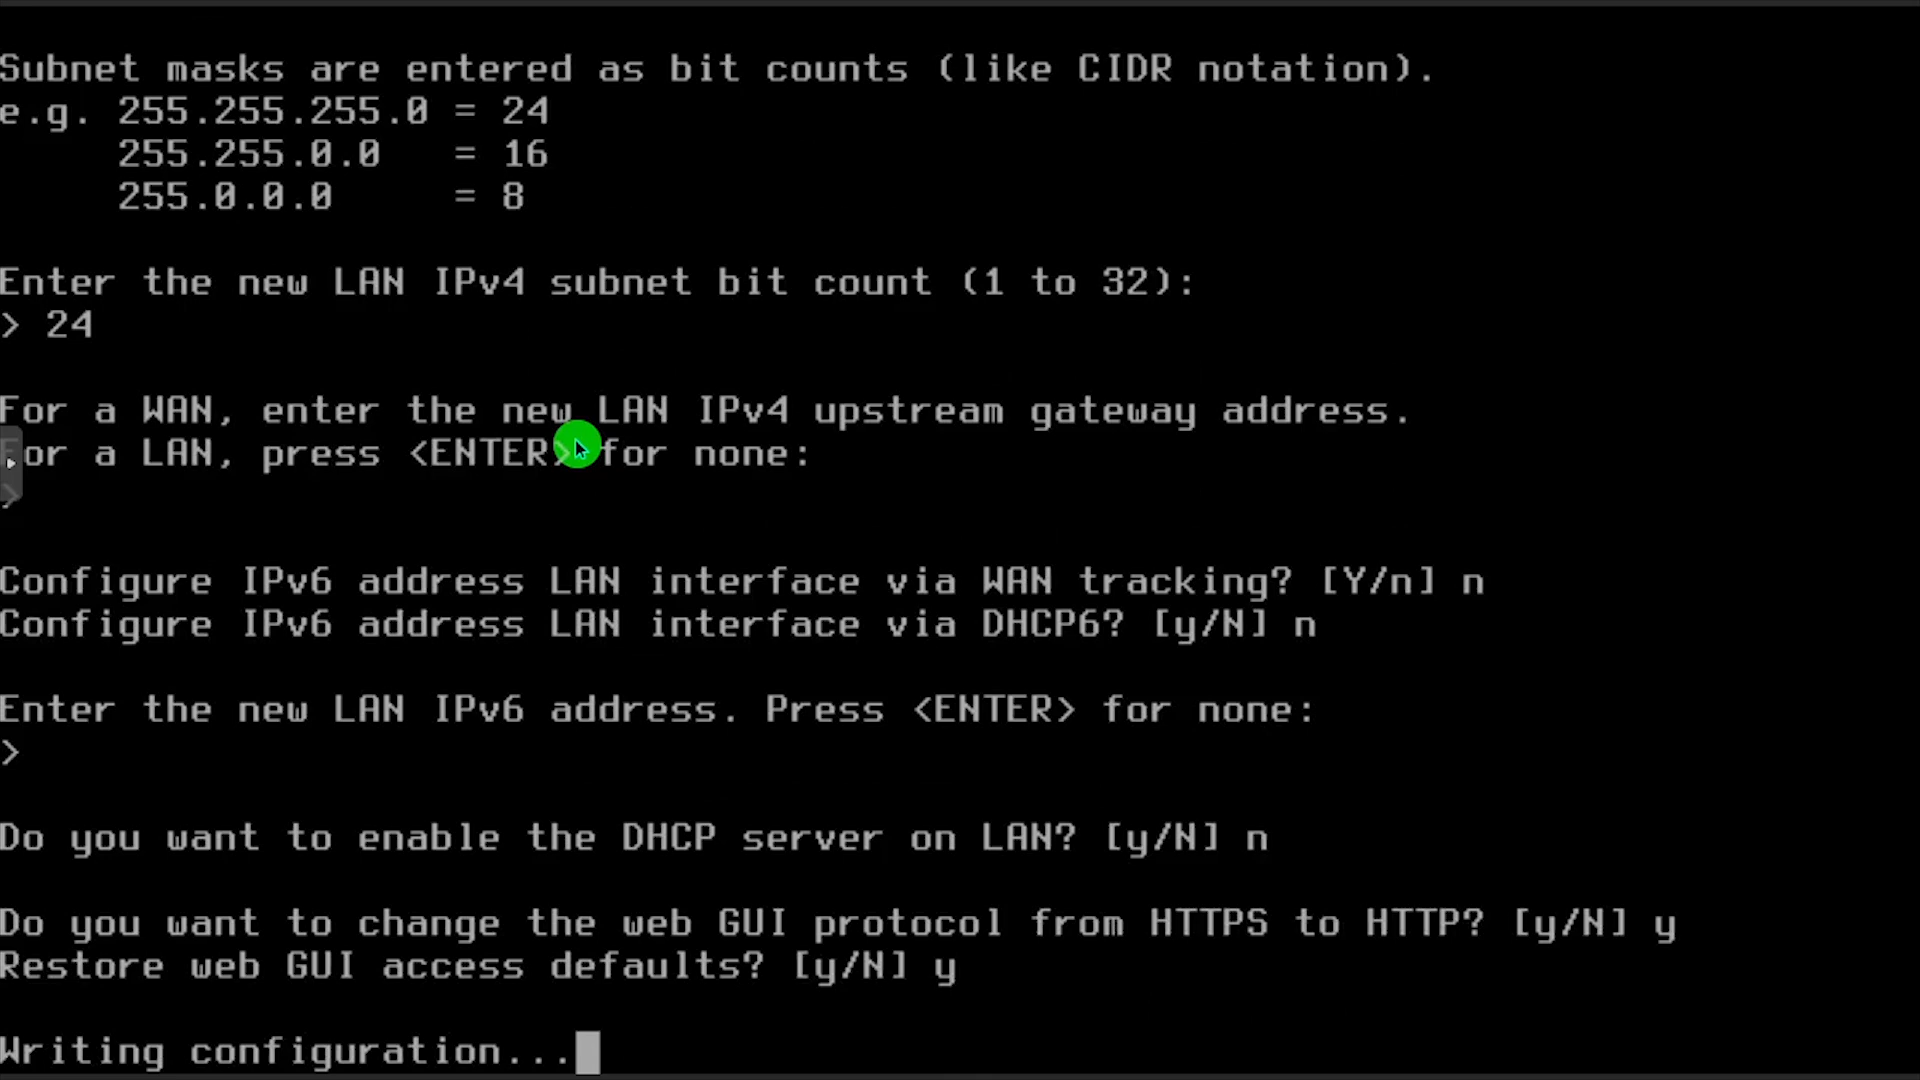 Subnet masks are entered as bit counts (like CIDR notation).
e.g. 255.255.255.0 = 24
255.255.0.0 = 16
255.0.0.0 = 8
Enter the new LAN IPv4 subnet bit count (1 to 32):
> 24
For a WAN, enter the new LAN IPv4 upstream gateway address.
For a LAN, press <ENTER> for none:
>
Configure IPv6 address LAN interface via WAN tracking? [Y/n] n
Configure IPv6 address LAN interface via DHCP6? [y/N] n
Enter the new LAN IPv6 address. Press <ENTER> for none:
>
Do you want to enable the DHCP server on LAN? [y/N] n
Do you want to change the web GUI protocol from HTTPS to HTTP? [y/N] y
Restore web GUI access defaults? [y/N] y
Writing configuration...